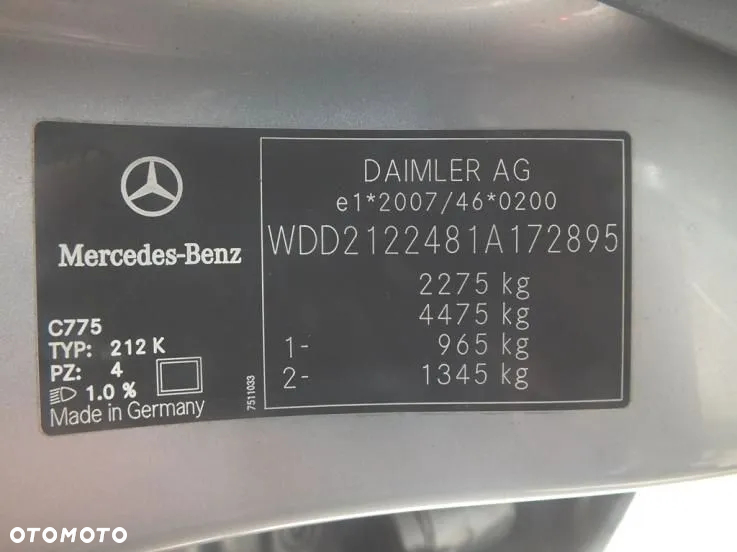 DAIMLER AG
e1*2007/46*0200
WDD2122481A172895
2275 kg
4475 kg
1- 965 kg
2- 1345 kg
Mercedes-Benz
C775
TYP: 212 K
PZ: 4
1.0 %
Made in Germany
7511033
OTOMOTO